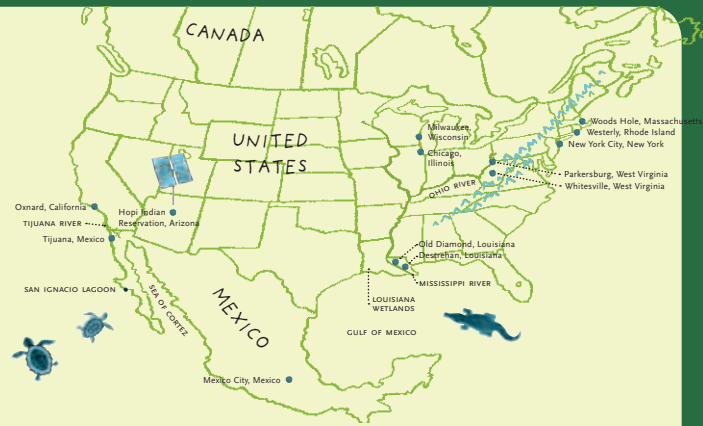 CANADA
UNITED
STATES
MEXICO
Milwaukee,
Wisconsin
Chicago,
Illinois
Woods Hole, Massachusetts
Westerly, Rhode Island
New York City, New York
Parkersburg, West Virginia
Whitesville, West Virginia
OHIO RIVER
Oxnard, California
TIJUANA RIVER
Tijuana, Mexico
Hopi Indian
Reservation, Arizona
Old Diamond, Louisiana
Destrehan, Louisiana
MISSISSIPPI RIVER
LOUISIANA
WETLANDS
GULF OF MEXICO
SAN IGNACIO LAGOON
SEA OF CORTEZ
Mexico City, Mexico